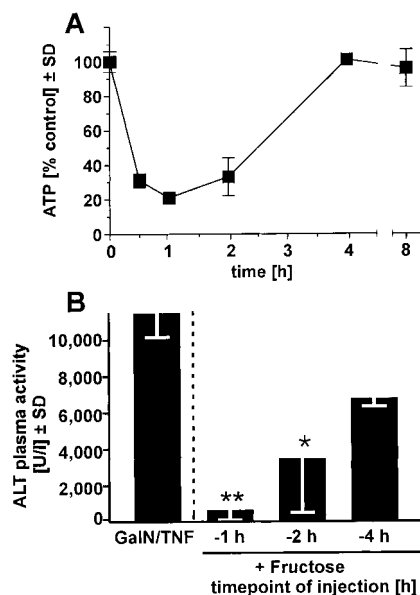 A
ATP [% control] ± SD
100
80
60
40
20
0
0
1
2
3
4
8
time [h]
B
ALT plasma activity
[U/l] ± SD
10,000
8,000
6,000
4,000
2,000
0
**
*
GalN/TNF
-1 h
-2 h
-4 h
+ Fructose
timepoint of injection [h]